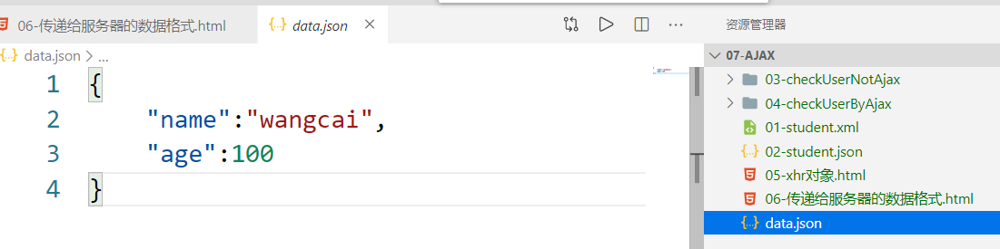 06-传递给服务器的数据格式.html
{..} data.json
资源管理器
{..} data.json > ...
1 {
2 "name":"wangcai",
3 "age":100
4 }
07-AJAX
03-checkUserNotAjax
04-checkUserByAjax
01-student.xml
{..} 02-student.json
05-xhr对象.html
06-传递给服务器的数据格式.html
{..} data.json